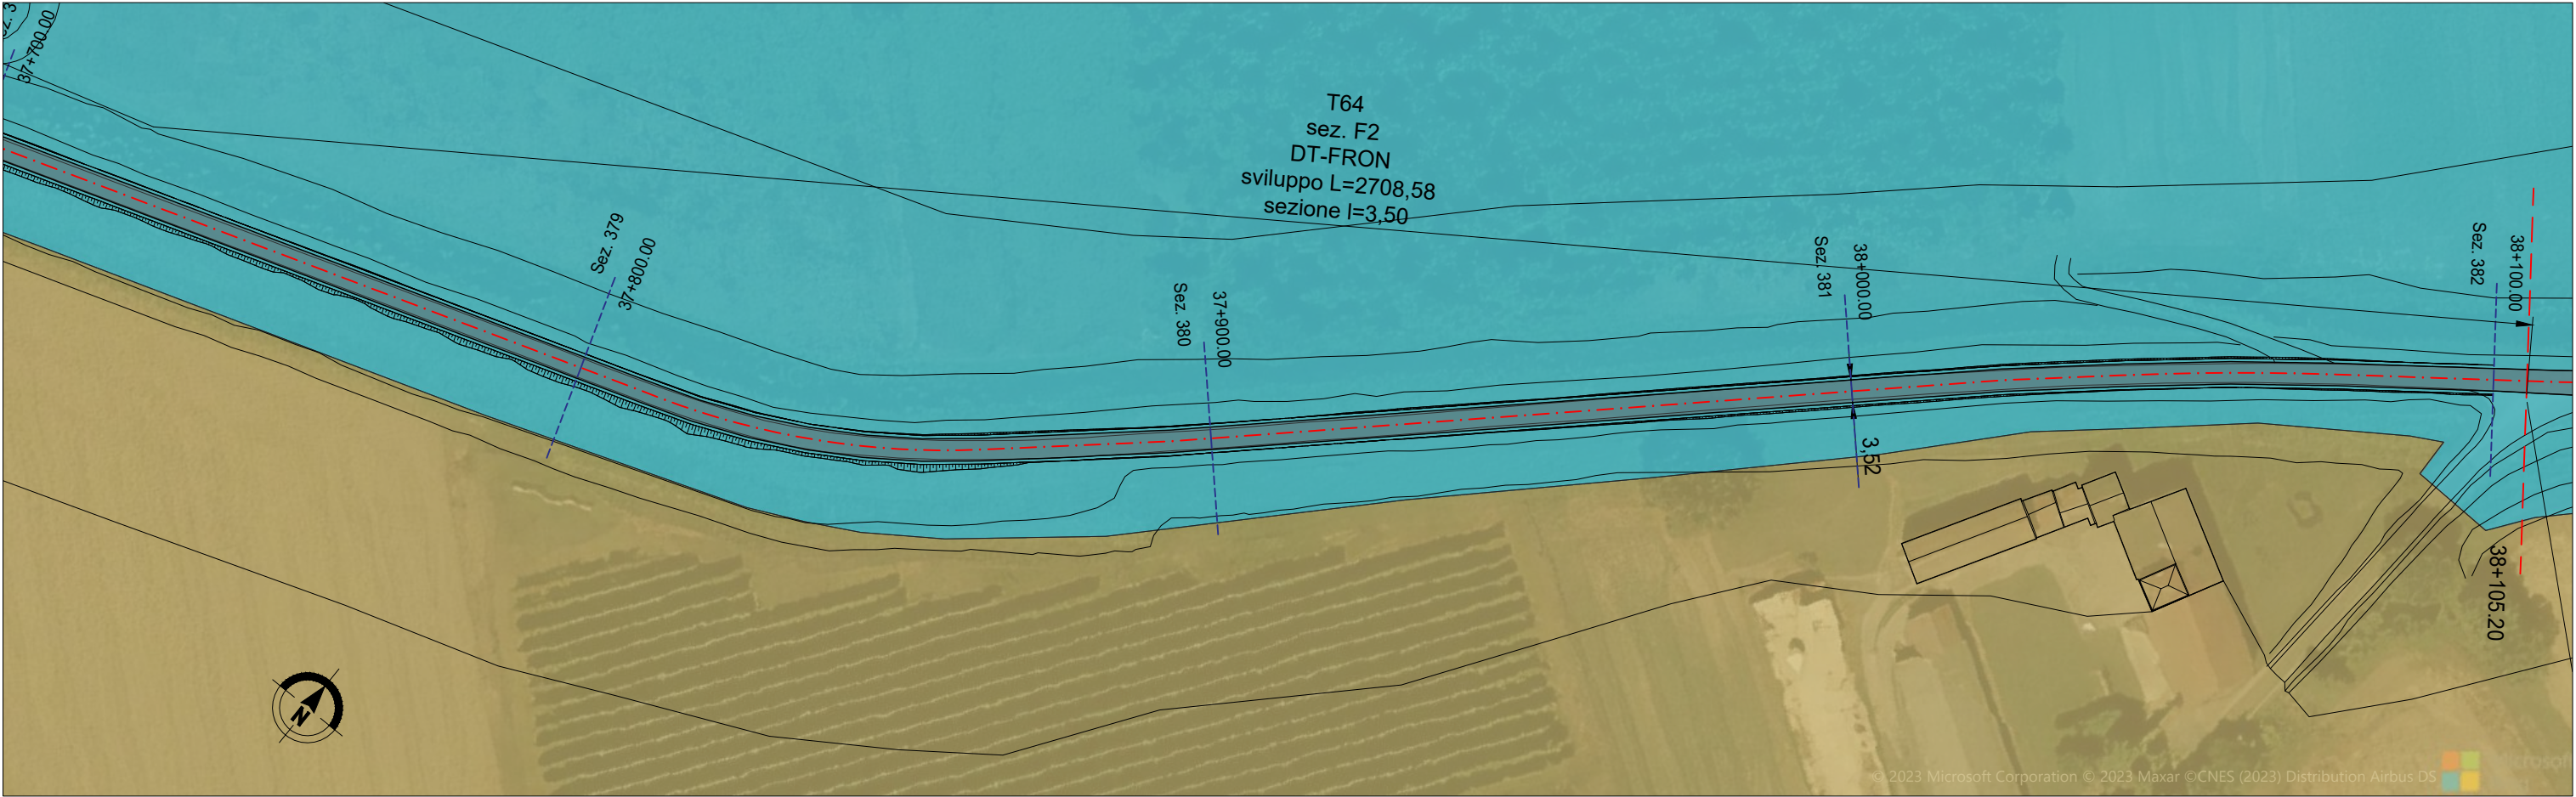 37+700.00
T64
sez. F2
DT-FRON
sviluppo L=2708,58
sezione l=3,50
Sez. 379
37+800.00
Sez. 380
37+900.00
Sez. 381
38+000.00
3,52
Sez. 382
38+100.00
38+105.20
N
© 2023 Microsoft Corporation © 2023 Maxar ©CNES (2023) Distribution Airbus DS